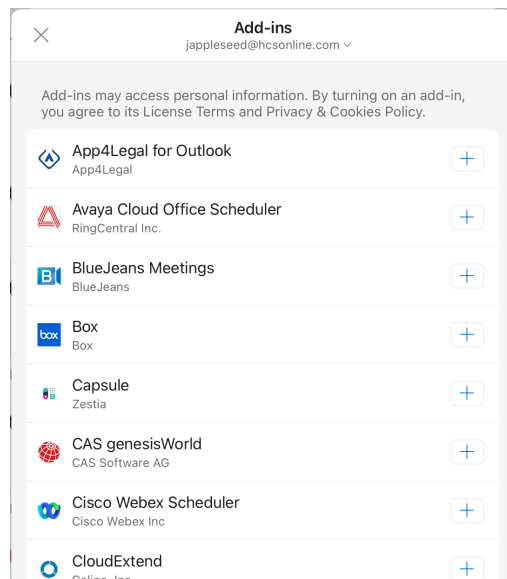 Add-ins
jappleseed@hcsonline.com
Add-ins may access personal information. By turning on an add-in,
you agree to its License Terms and Privacy & Cookies Policy.
App4Legal for Outlook
App4Legal
Avaya Cloud Office Scheduler
RingCentral Inc.
BlueJeans Meetings
BlueJeans
B
Box
box
Box
Capsule
Zestia
CAS genesisWorld
CAS Software AG
Cisco Webex Scheduler
Cisco Webex Inc
CloudExtend